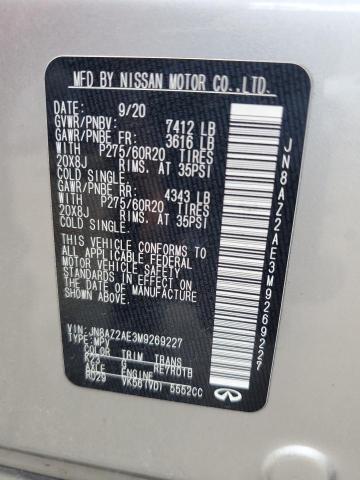 MFD BY NISSAN MOTOR CO.,LTD.
DATE: 9/20
GVWR/PNBV: 7412 LB
GAWR/PNBE FR: 3616 LB
WITH P275/60R20 TIRES
20X8J RIMS, AT 35PSI
COLD SINGLE.
GAWR/PNBE RR: 4343 LB
WITH P275/60R20 TIRES
20X8J RIMS, AT 35PSI
COLD SINGLE.
THIS VEHICLE CONFORMS TO
ALL APPLICABLE FEDERAL
MOTOR VEHICLE SAFETY
STANDARDS IN EFFECT ON
THE DATE OF MANUFACTURE
SHOWN ABOVE.
VIN:JN8AZ2AE3M9269227
TYPE:MPV
COLOR TRIM TRANS
K23 G RE7R01B
AXLE ENGINE
RD29 VK56(VD) 5552CC
INFINITI
JN8AZ2AE3M9269227